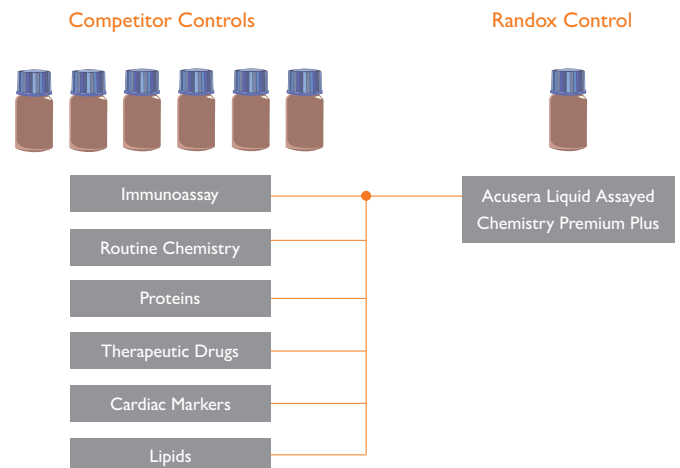 Competitor Controls
Randox Control
Immunoassay
Acusera Liquid Assayed
Chemistry Premium Plus
Routine Chemistry
Proteins
Therapeutic Drugs
Cardiac Markers
Lipids